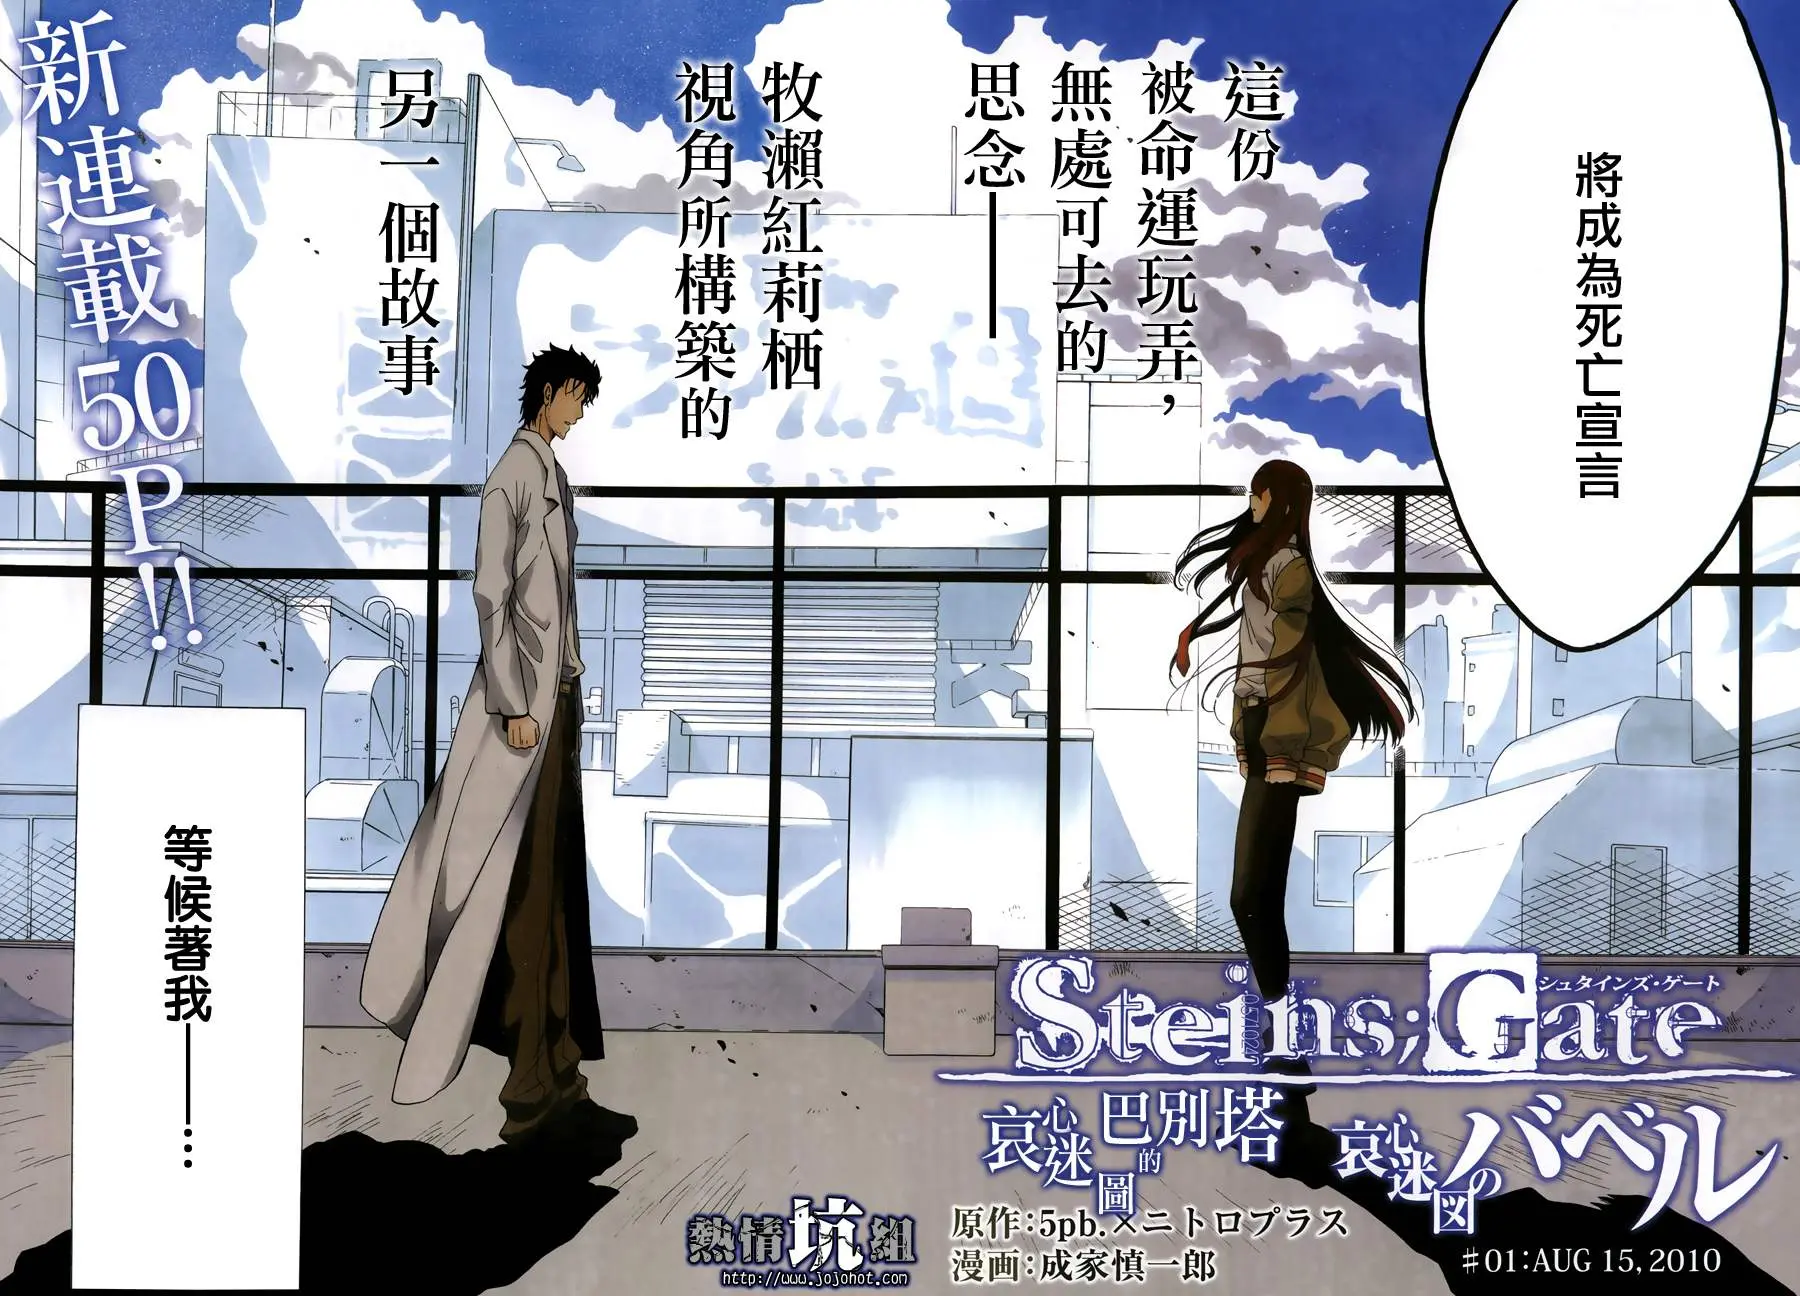 將成為死亡宣言
這份
被命運玩弄，
無處可去的
思念——
牧瀨紅莉栖
視角所構築的
另一個故事
新連載50P!!
等候著我——…
シュタインズ・ゲート
Steins;Gate
哀心迷圖的巴別塔
哀心迷図のバベル
原作:5pb.×ニトロプラス
漫画:成家慎一郎
#01:AUG 15, 2010
熱情坑組
http://www.jojohot.com